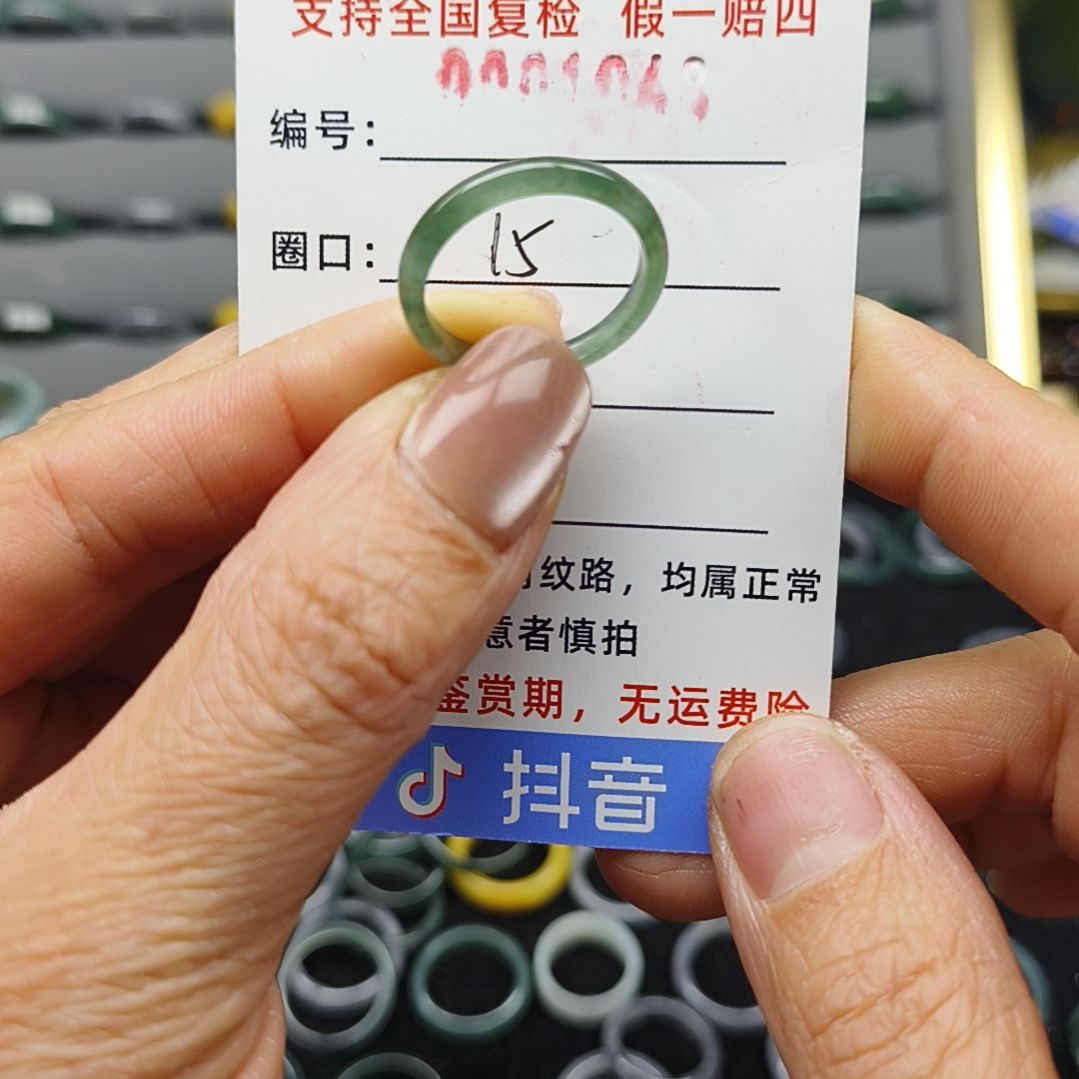 支持全国复检 假一赔四
编号：
圈口： 15
纹路，均属正常
意者慎拍
鉴赏期，无运费险
抖音